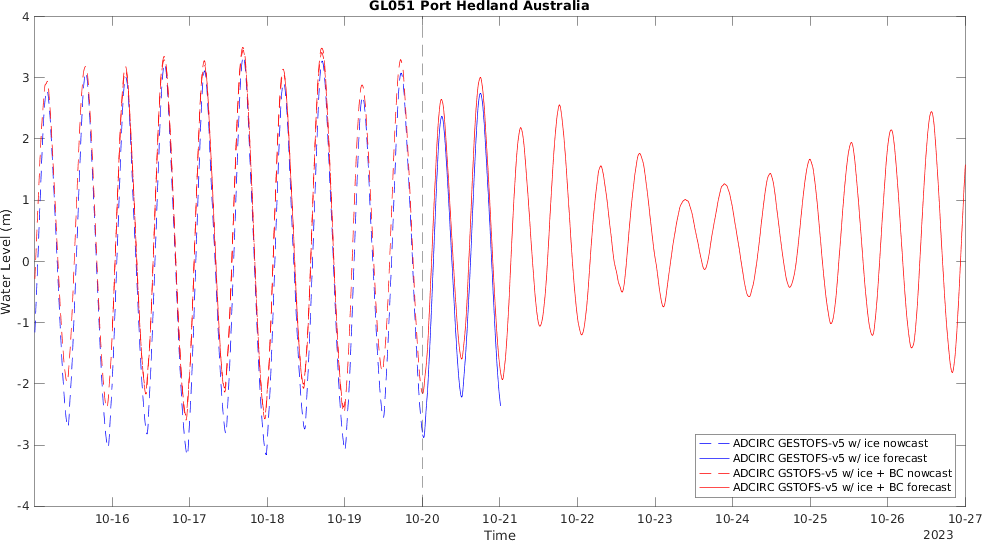 GL051 Port Hedland Australia
4
3
2
1
0
-1
-2
-3
-4
Water Level (m)
10-16 10-17 10-18 10-19 10-20 10-21 10-22 10-23 10-24 10-25 10-26 10-27
Time
2023
ADCIRC GESTOFS-v5 w/ ice nowcast
ADCIRC GESTOFS-v5 w/ ice forecast
ADCIRC GSTOFS-v5 w/ ice + BC nowcast
ADCIRC GSTOFS-v5 w/ ice + BC forecast